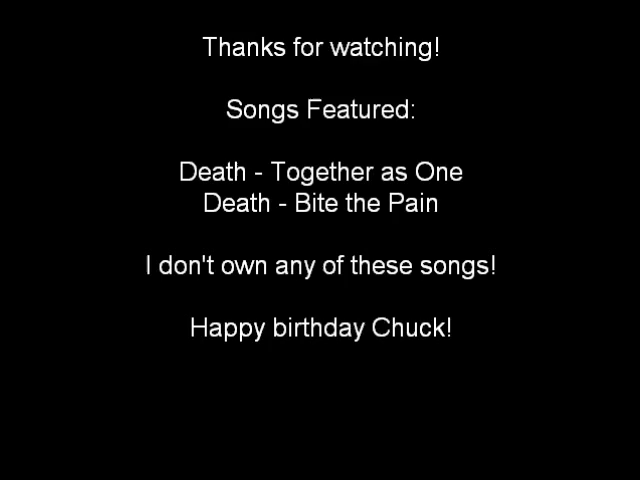 Thanks for watching!
Songs Featured:
Death - Together as One
Death - Bite the Pain
I don't own any of these songs!
Happy birthday Chuck!